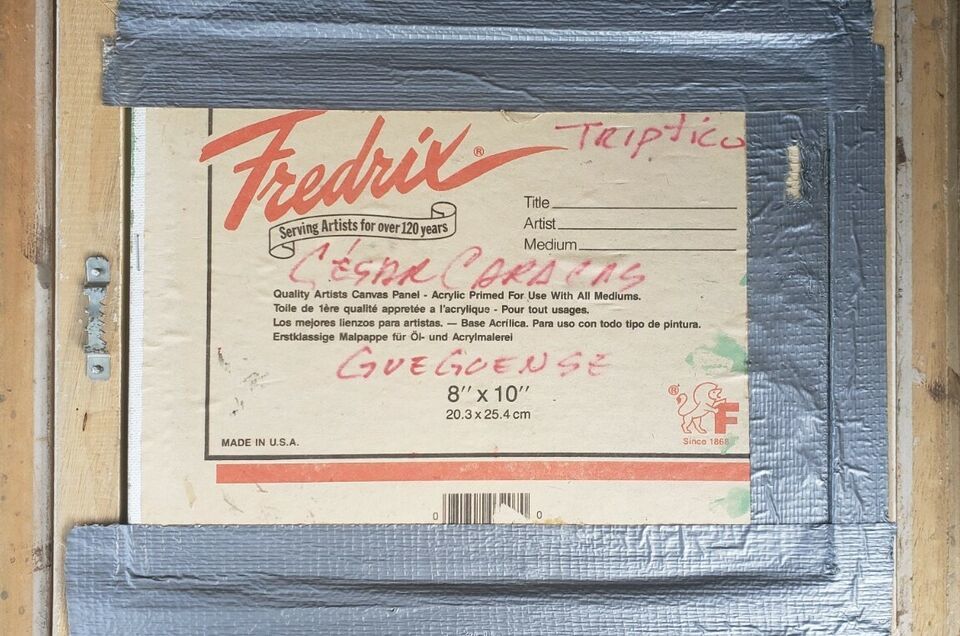 Fredrix®
TRIPtico
Serving Artists for over 120 years
Title
Artist
Medium
CÉSAR CARACAS
Quality Artists Canvas Panel - Acrylic Primed For Use With All Mediums.
Toile de 1ère qualité appretée a l'acrylique - Pour tout usages.
Los mejores lienzos para artistas. — Base Acrílica. Para uso con todo tipo de pintura.
Erstklassige Malpappe für Öl- und Acrylmalerei
GUEGUENSE
8" x 10"
20.3 x 25.4 cm
® F
Since 1868
MADE IN U.S.A.
0 0